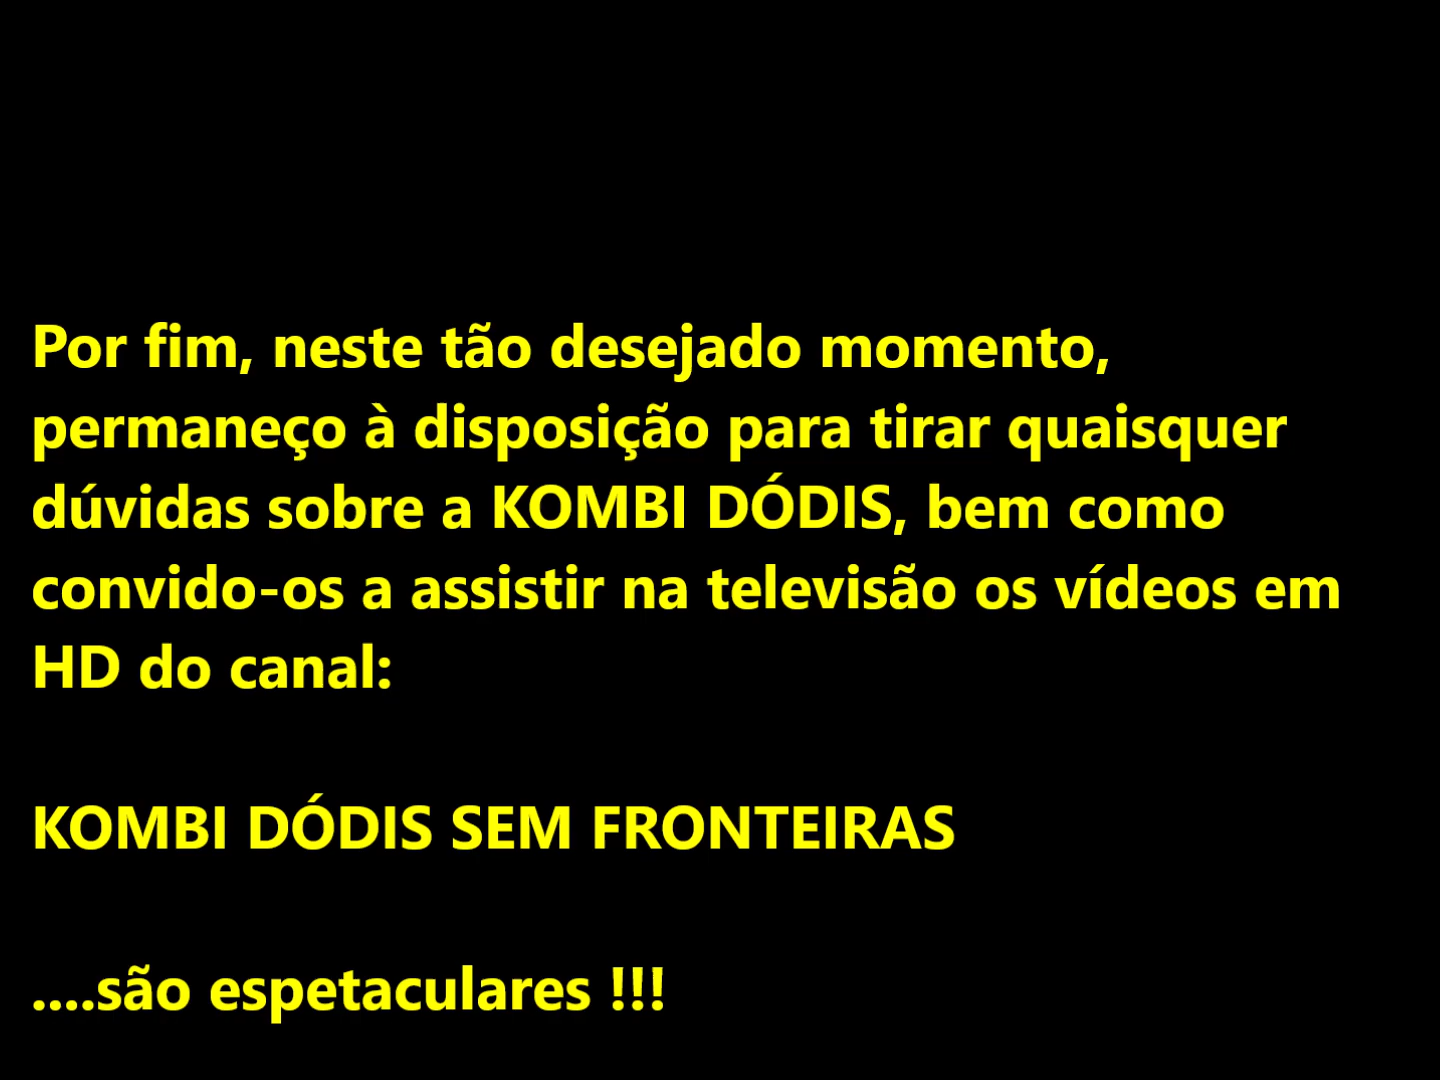 Por fim, neste tão desejado momento,
permaneço à disposição para tirar quaisquer
dúvidas sobre a KOMBI DÓDIS, bem como
convido-os a assistir na televisão os vídeos em
HD do canal:
KOMBI DÓDIS SEM FRONTEIRAS
....são espetaculares !!!